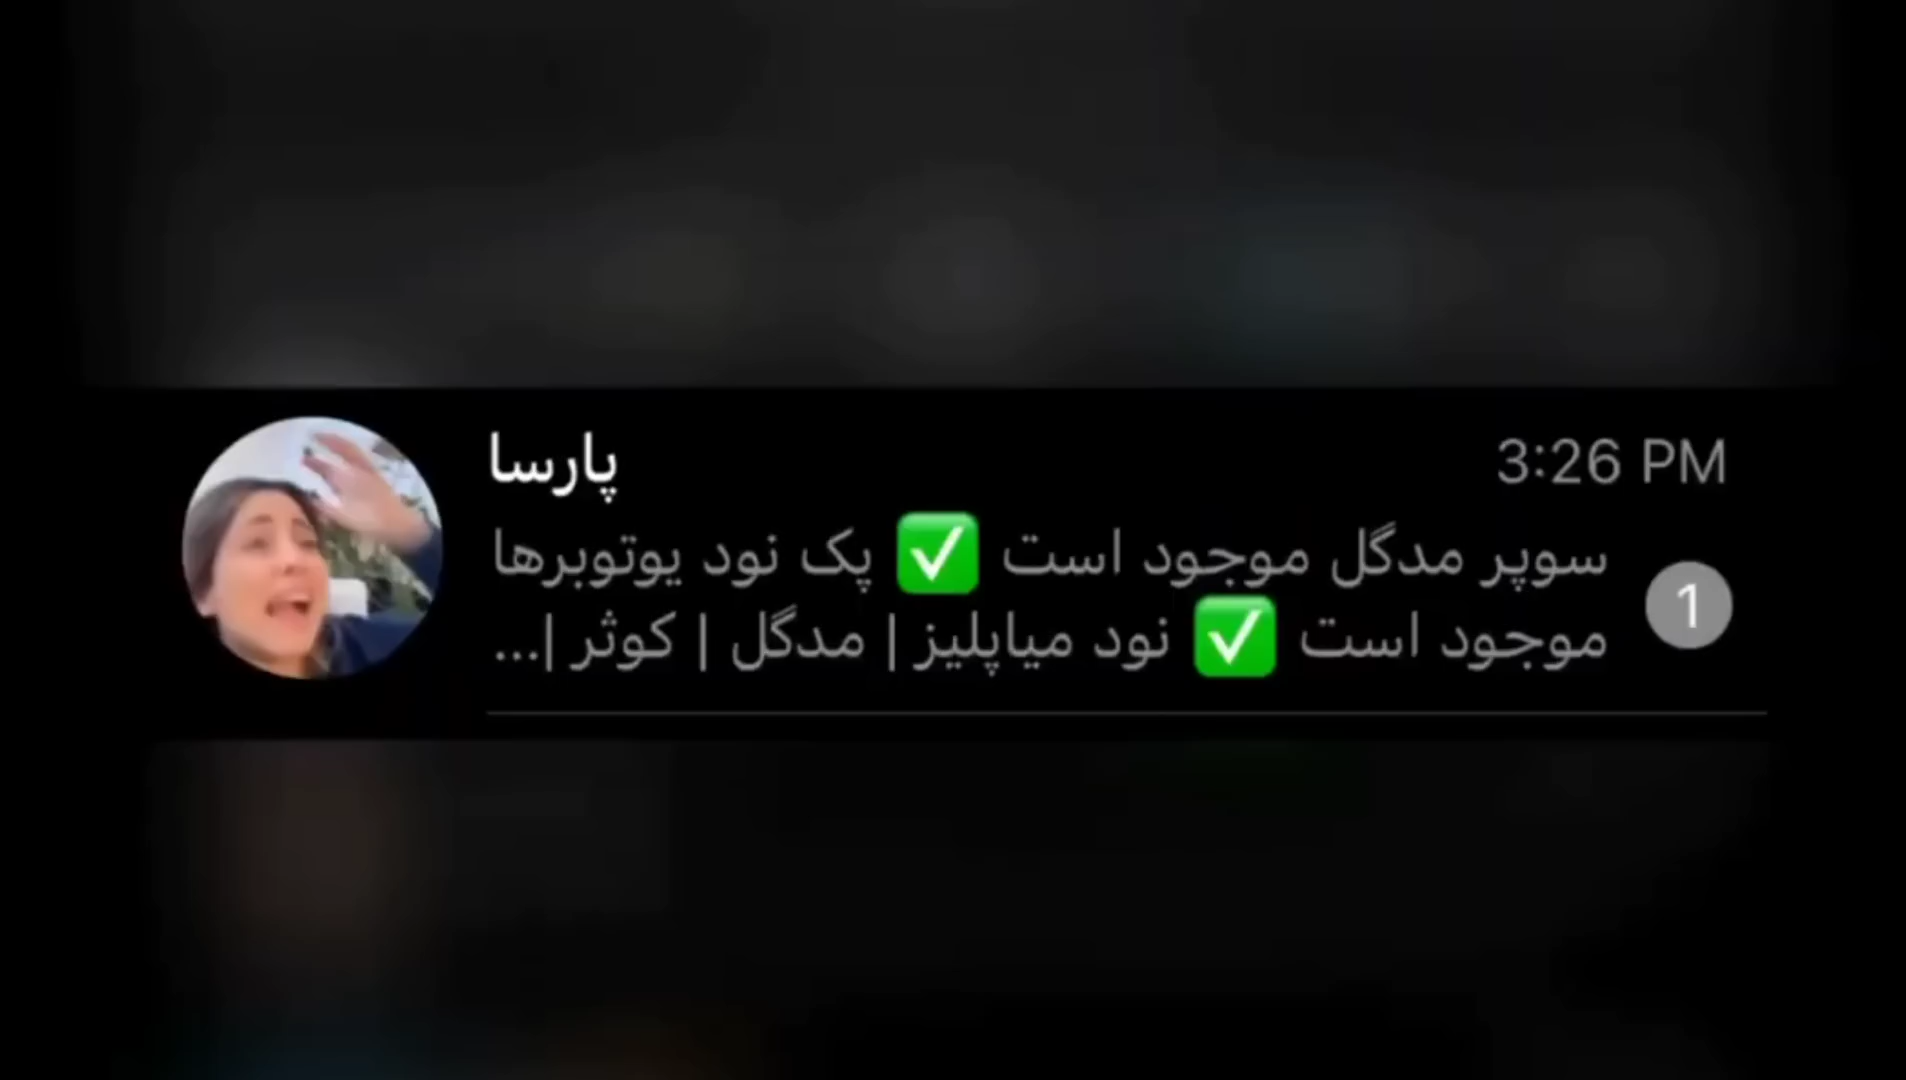 پارسا
3:26 PM
سوپر مدگل موجود است ✅ پک نود یوتوبرها
موجود است ✅ نود میاپلیز | مدگل | کوثر |...
1